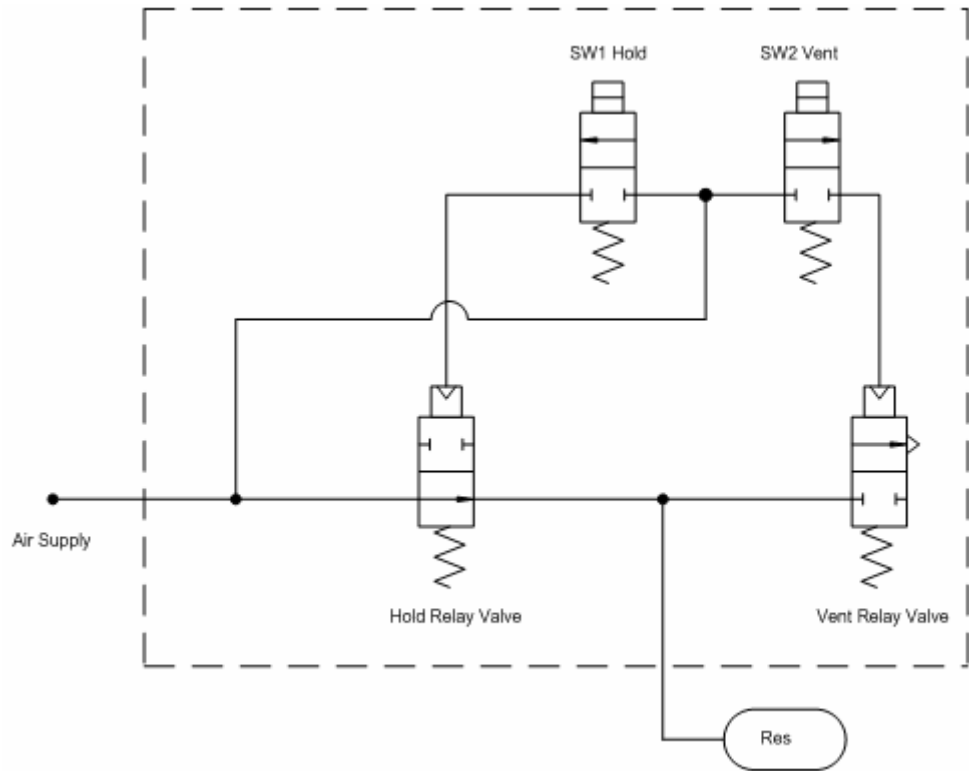 SW1 Hold
SW2 Vent
Air Supply
Hold Relay Valve
Vent Relay Valve
Res